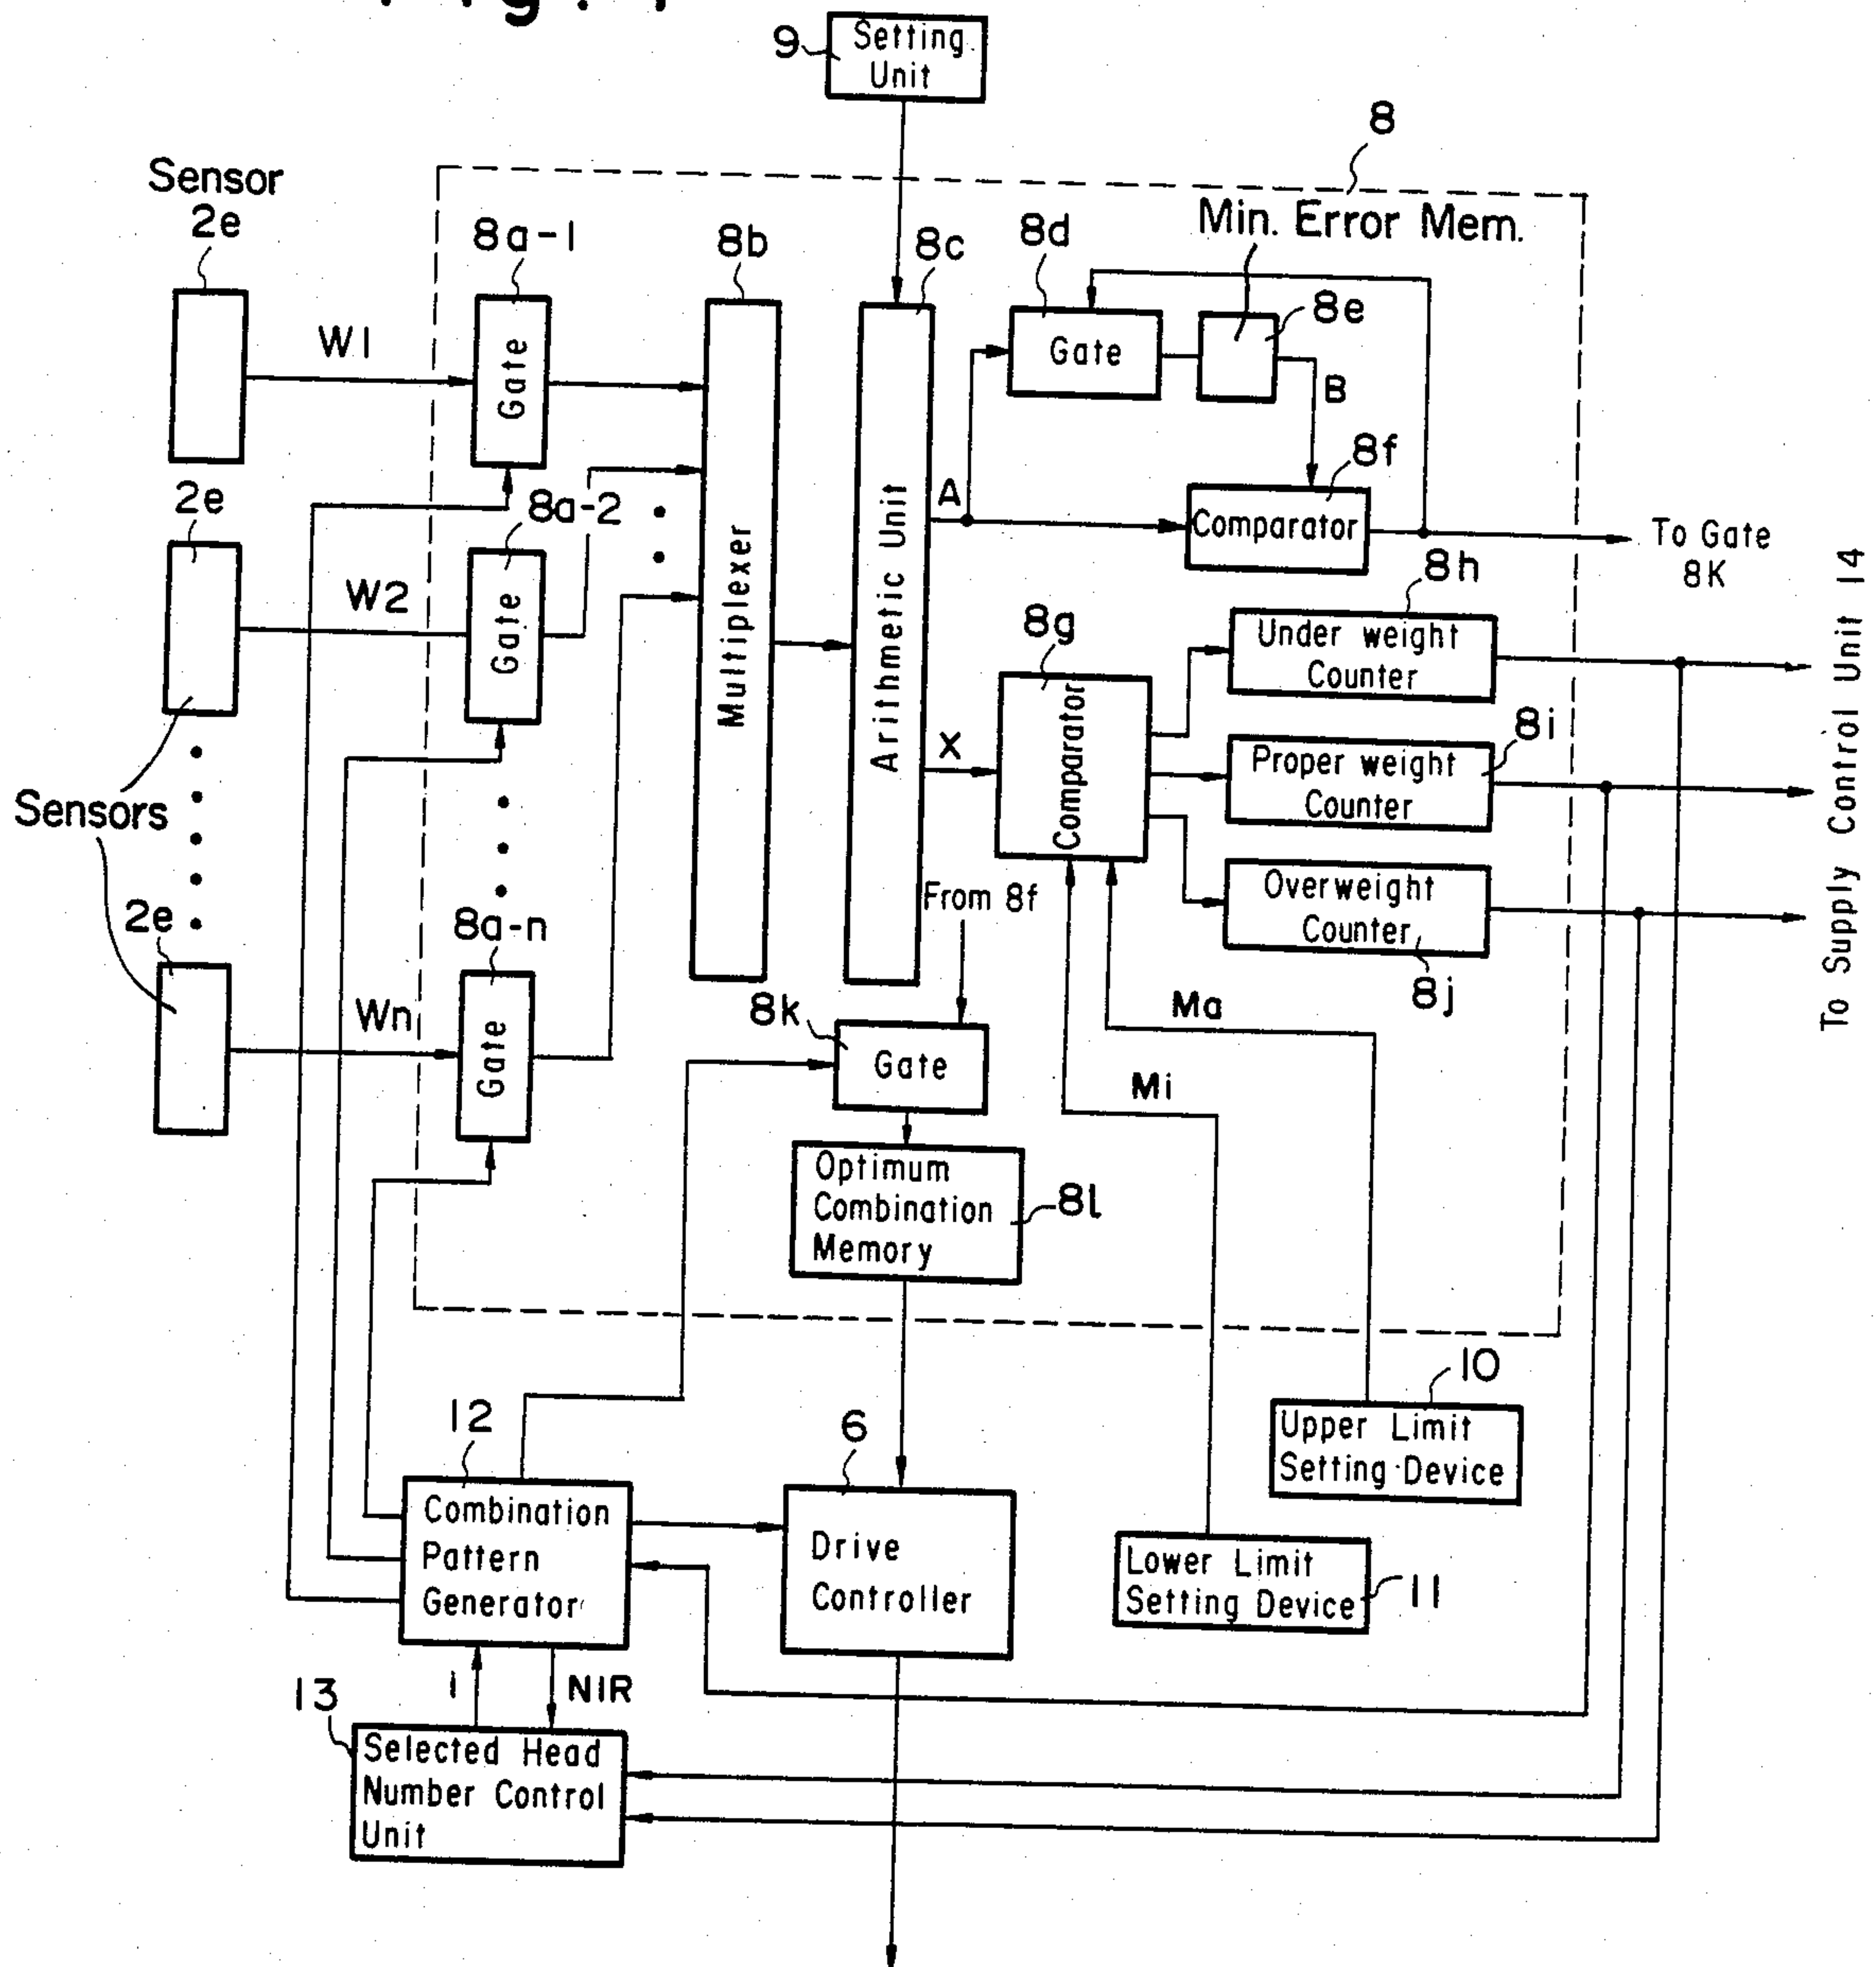 9
Setting
Unit
8
Sensor
2e
8a-1
8b
8c
8d
Min. Error Mem.
8e
W1
Gate
Gate
B
8f
2e
8a-2
A
Comparator
To Gate
8K
W2
Gate
Multiplexer
Arithmetic Unit
8h
8g
Under weight
Counter
X
Comparator
8i
Proper weight
Counter
Sensors
Overweight
Counter
8j
To Supply Control Unit 14
From 8f
2e
8a-n
Wn
Gate
8k
Gate
Ma
Mi
Optimum
Combination
Memory
8l
10
Upper Limit
Setting Device
12
6
Combination
Pattern
Generator
Drive
Controller
Lower Limit
Setting Device
11
13
i
NIR
Selected Head
Number Control
Unit